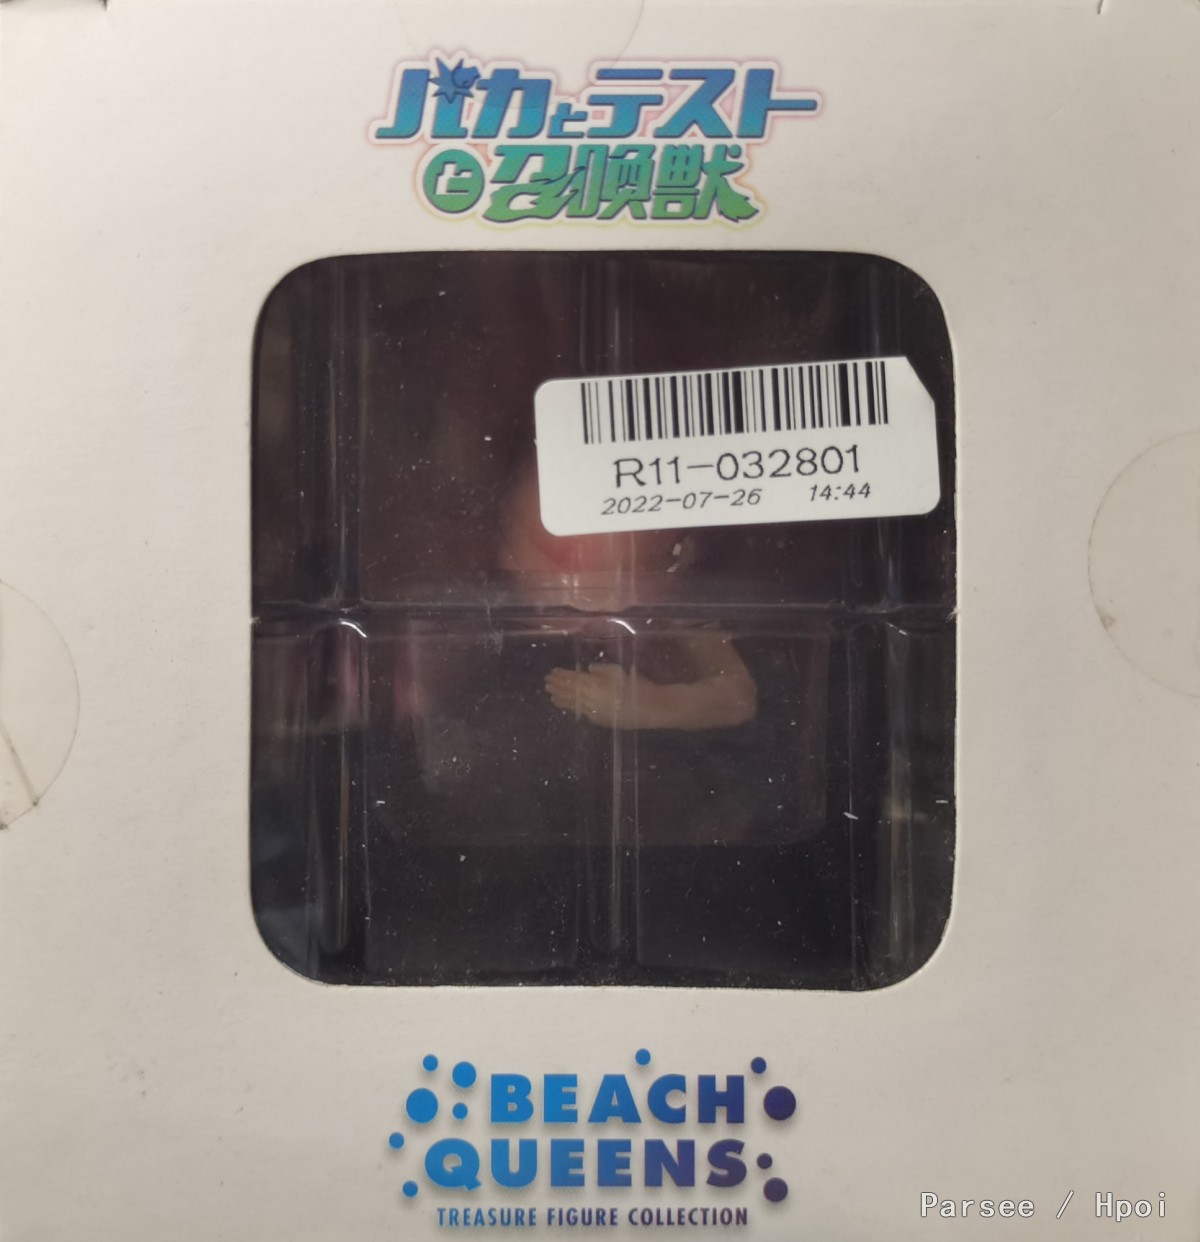 バカとテスト
と召喚獣
R11-032801
2022-07-26 14:44
BEACH
QUEENS
TREASURE FIGURE COLLECTION
Parsee / Hpoi